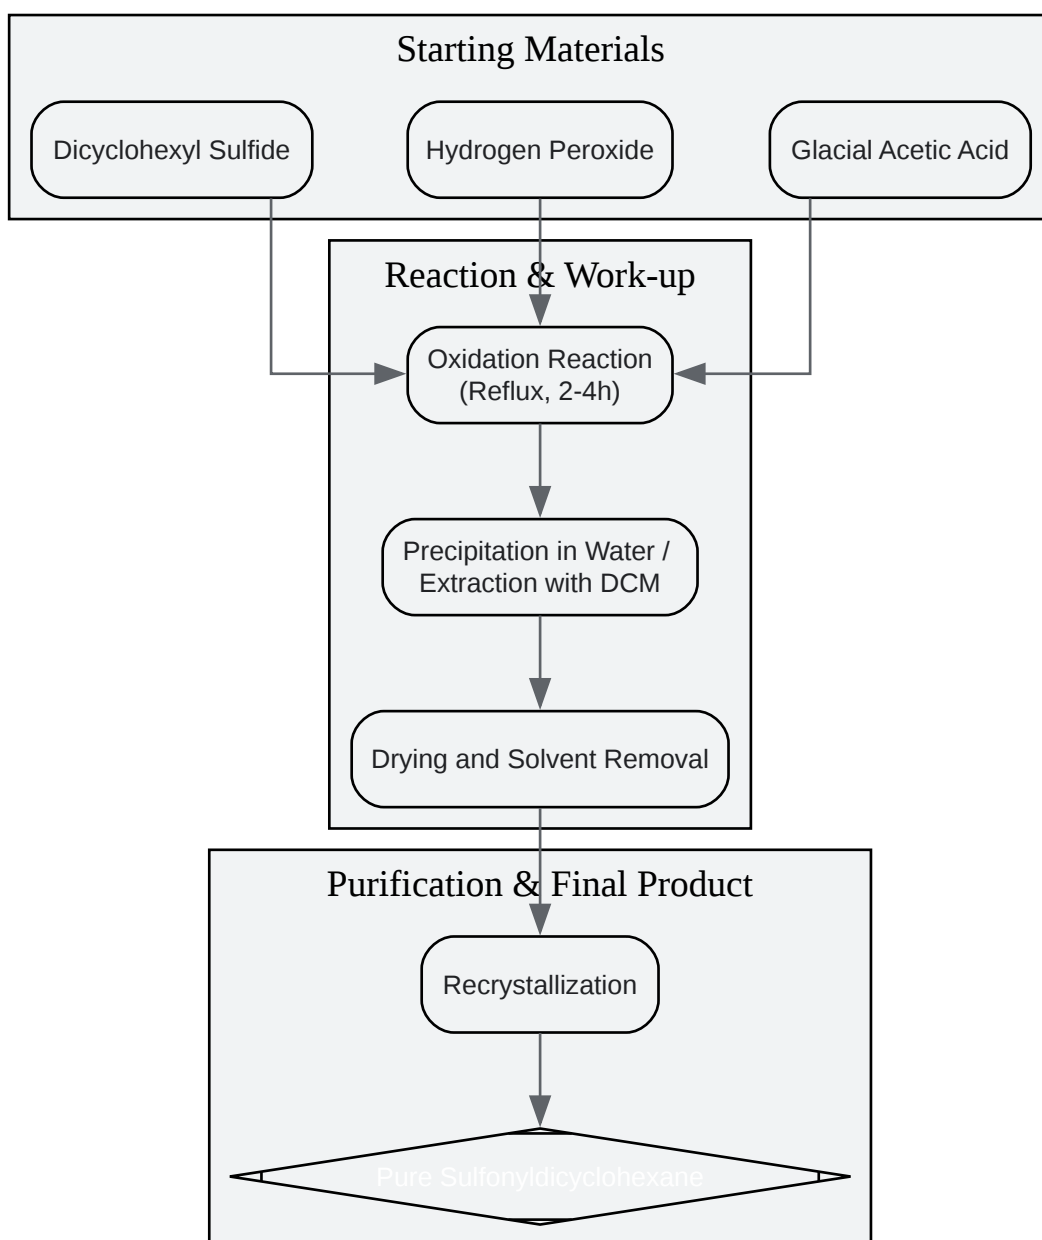 Starting Materials
Dicyclohexyl Sulfide
Hydrogen Peroxide
Glacial Acetic Acid
Reaction & Work-up
Oxidation Reaction
(Reflux, 2-4h)
Precipitation in Water /
Extraction with DCM
Drying and Solvent Removal
Purification & Final Product
Recrystallization
Pure Sulfonyldicyclohexane